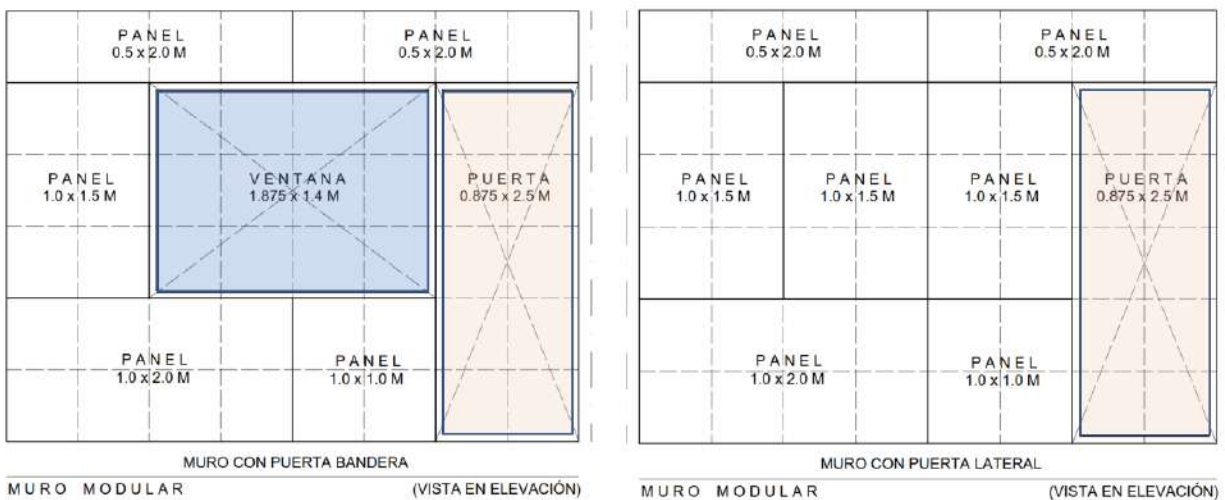 PANEL
0.5 x 2.0 M
PANEL
0.5 x 2.0 M
PANEL
1.0 x 1.5 M
VENTANA
1.875 x 1.4 M
PUERTA
0.875 x 2.5 M
PANEL
1.0 x 2.0 M
PANEL
1.0 x 1.0 M
MURO CON PUERTA BANDERA
MURO MODULAR
(VISTA EN ELEVACIÓN)
PANEL
0.5 x 2.0 M
PANEL
0.5 x 2.0 M
PANEL
1.0 x 1.5 M
PANEL
1.0 x 1.5 M
PANEL
1.0 x 1.5 M
PUERTA
0.875 x 2.5 M
PANEL
1.0 x 2.0 M
PANEL
1.0 x 1.0 M
MURO CON PUERTA LATERAL
MURO MODULAR
(VISTA EN ELEVACIÓN)